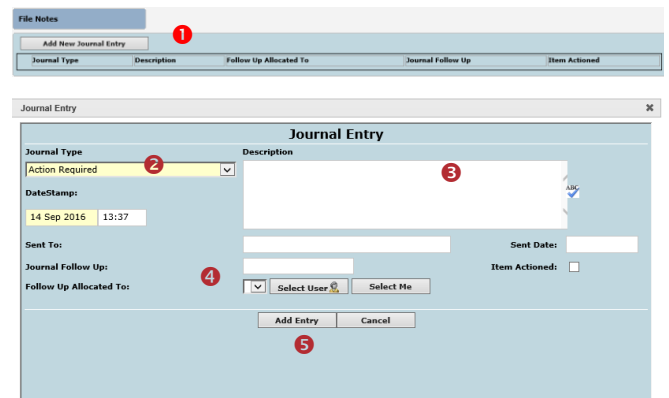 File Notes
1
Add New Journal Entry
Journal Type Description Follow Up Allocated To Journal Follow Up Item Actioned
Journal Entry
Journal Entry
Journal Type Description
Action Required 2 3
DateStamp: ABC
14 Sep 2016 13:37
Sent To: Sent Date:
Journal Follow Up: Item Actioned:
4
Follow Up Allocated To: Select User Select Me
Add Entry Cancel
5